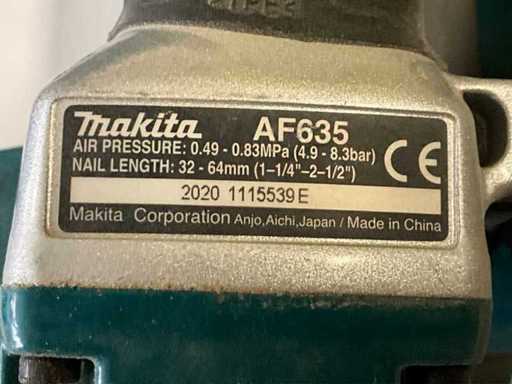 makita AF635
AIR PRESSURE: 0.49 - 0.83MPa (4.9 - 8.3bar)
NAIL LENGTH: 32 - 64mm (1-1/4"–2-1/2")
CE
2020 1115539 E
Makita Corporation Anjo,Aichi,Japan / Made in China